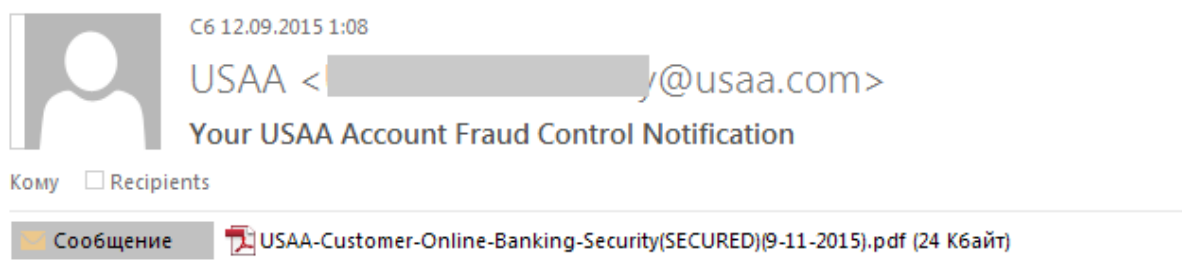 Сб 12.09.2015 1:08
USAA < y@usaa.com>
Your USAA Account Fraud Control Notification
Кому Recipients
Сообщение USAA-Customer-Online-Banking-Security(SECURED)(9-11-2015).pdf (24 Кбайт)